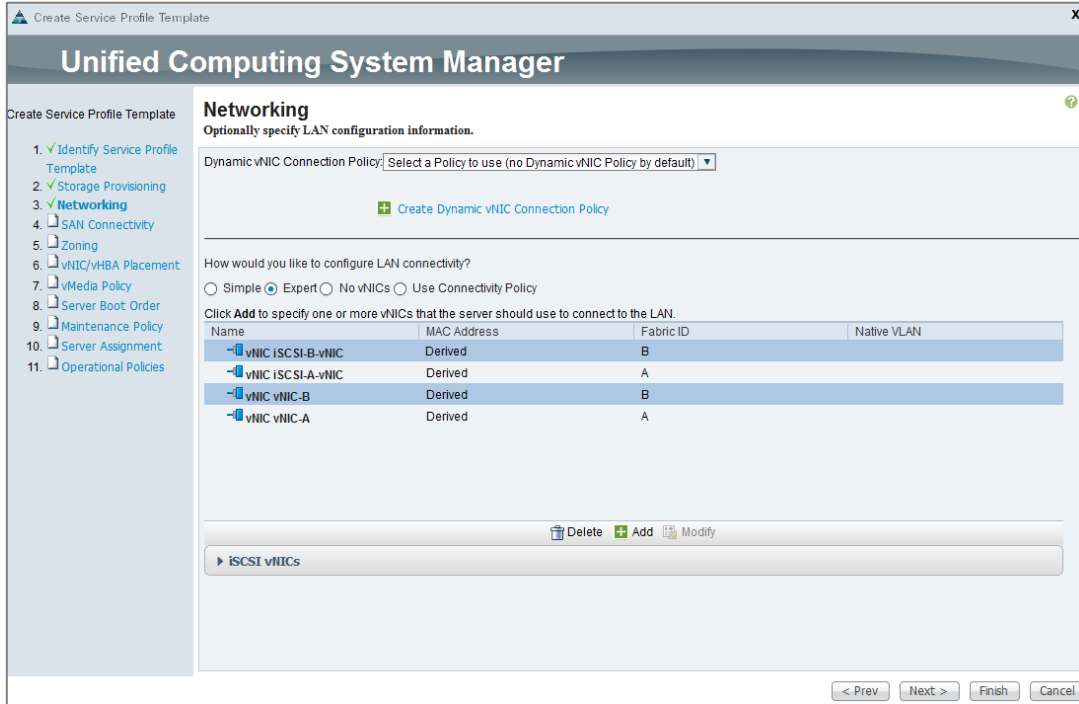 Create Service Profile Template
X
Unified Computing System Manager
Create Service Profile Template
1. Identify Service Profile
Template
2. Storage Provisioning
3. Networking
4. SAN Connectivity
5. Zoning
6. vNIC/vHBA Placement
7. vMedia Policy
8. Server Boot Order
9. Maintenance Policy
10. Server Assignment
11. Operational Policies
Networking
?
Optionally specify LAN configuration information.
Dynamic vNIC Connection Policy: Select a Policy to use (no Dynamic vNIC Policy by default)
Create Dynamic vNIC Connection Policy
How would you like to configure LAN connectivity?
Simple Expert No vNICs Use Connectivity Policy
Click Add to specify one or more vNICs that the server should use to connect to the LAN.
Name MAC Address Fabric ID Native VLAN
vNIC iSCSI-B-vNIC Derived B
vNIC iSCSI-A-vNIC Derived A
vNIC vNIC-B Derived B
vNIC vNIC-A Derived A
Delete Add Modify
iSCSI vNICs
< Prev Next > Finish Cancel